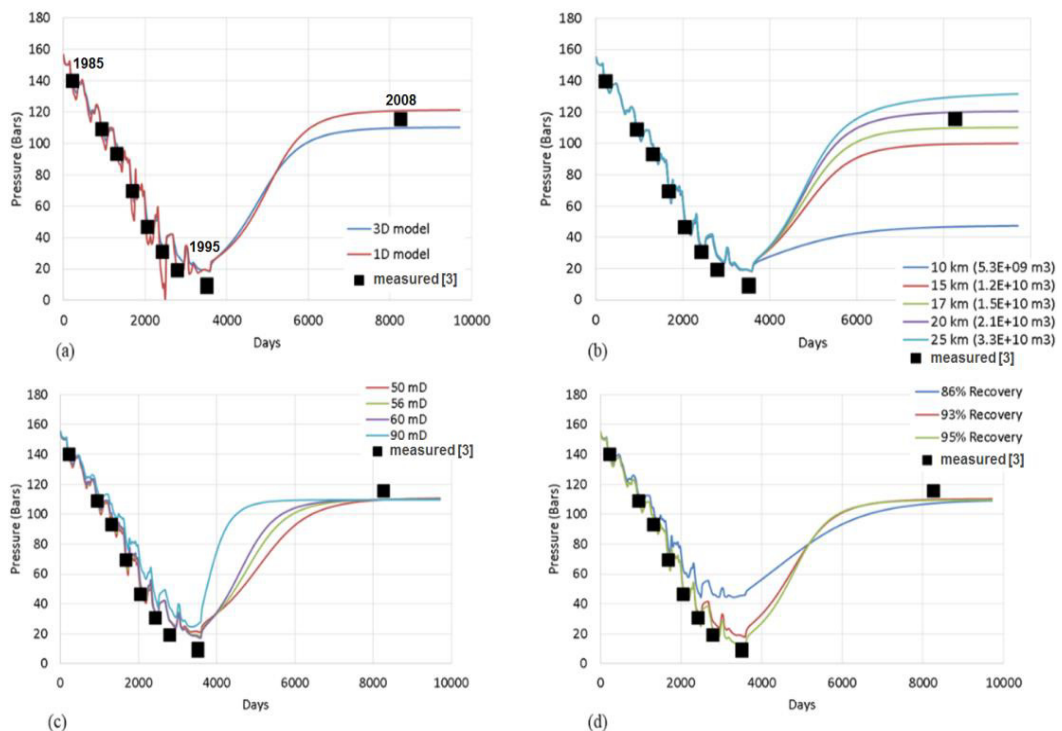 180
160
140
120
100
80
60
40
20
0
Pressure (Bars)
1985
1995
2008
3D model
1D model
measured [3]
0 2000 4000 6000 8000 10000
Days
(a)
180
160
140
120
100
80
60
40
20
0
Pressure (Bars)
10 km (5.3E+09 m3)
15 km (1.2E+10 m3)
17 km (1.5E+10 m3)
20 km (2.1E+10 m3)
25 km (3.3E+10 m3)
measured [3]
0 2000 4000 6000
Days
(b)
50 mD
56 mD
60 mD
90 mD
measured [3]
180
160
140
120
100
80
60
40
20
0
Pressure (Bars)
0 2000 4000 6000 8000 10000
Days
(c)
86% Recovery
93% Recovery
95% Recovery
measured [3]
180
160
140
120
100
80
60
40
20
0
Pressure (Bars)
0 2000 4000 6000 8000 10000
Days
(d)